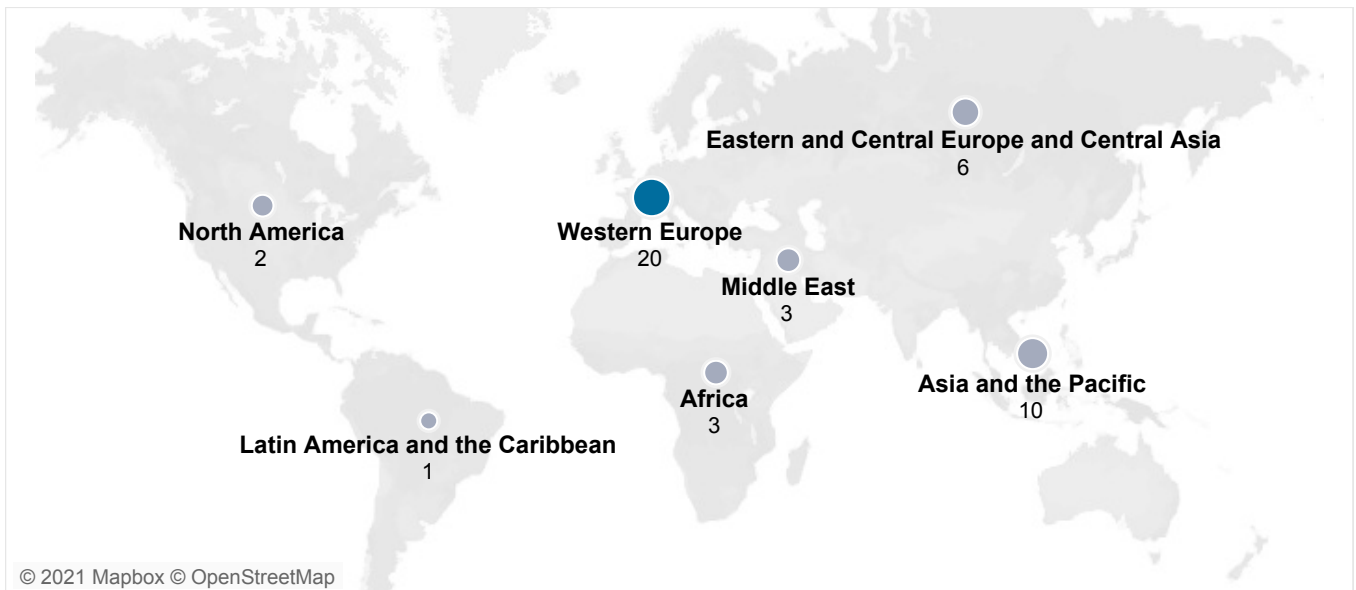 Eastern and Central Europe and Central Asia
6
North America
2
Western Europe
20
Middle East
3
Asia and the Pacific
10
Africa
3
Latin America and the Caribbean
1
© 2021 Mapbox © OpenStreetMap